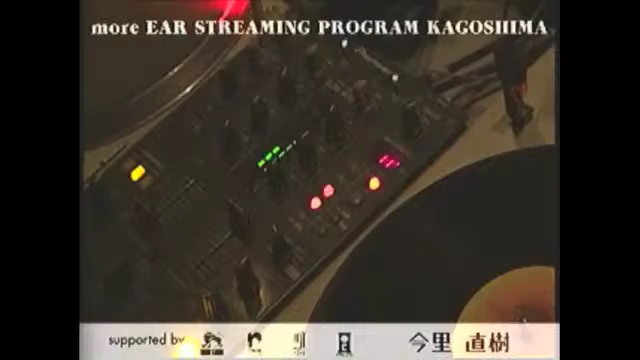 more EAR STREAMING PROGRAM KAGOSHIMA
supported by
今里 直樹